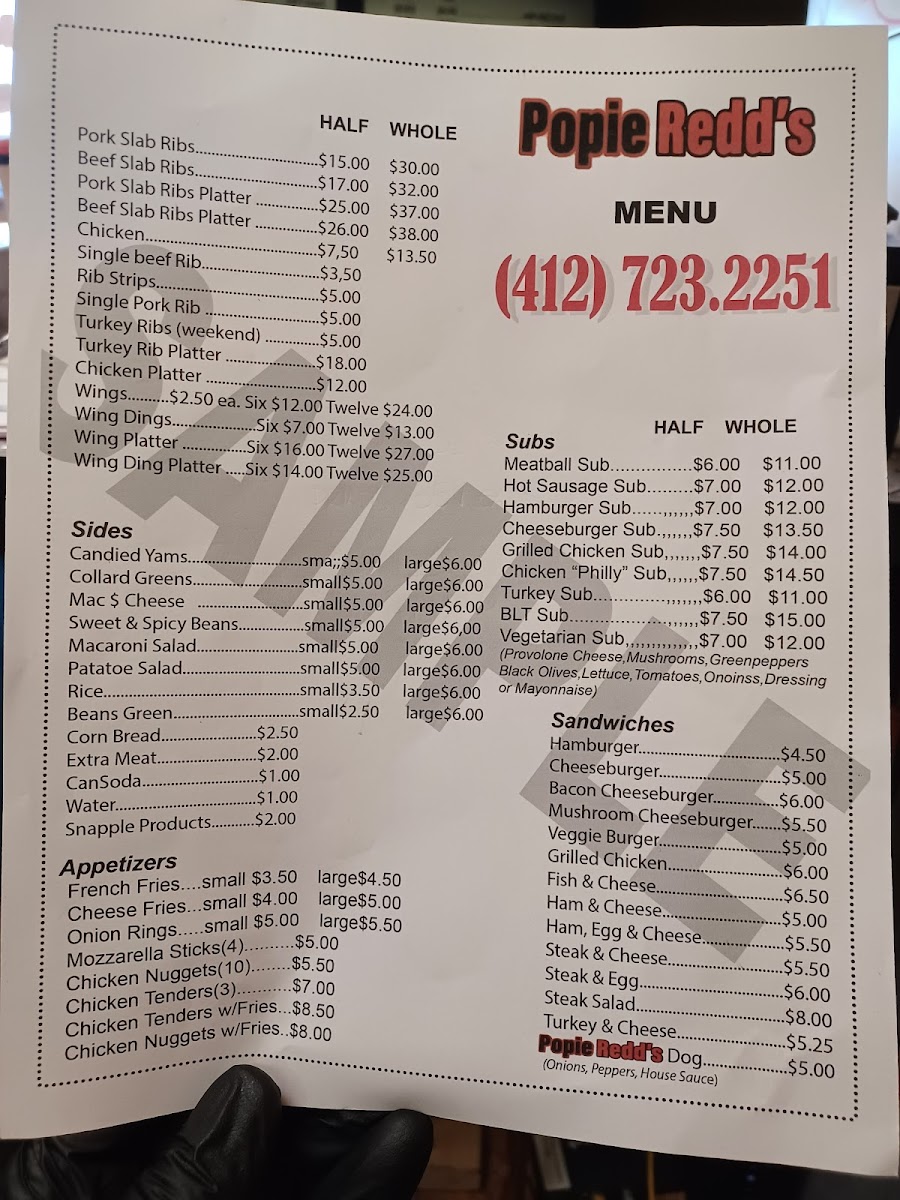 HALF WHOLE
Pork Slab Ribs..............................$15.00 $30.00
Beef Slab Ribs..............................$17.00 $32.00
Pork Slab Ribs Platter ...............$25.00 $37.00
Beef Slab Ribs Platter ...............$26.00 $38.00
Chicken..........................................$7,50 $13.50
Single beef Rib.............................$3,50
Rib Strips.......................................$5.00
Single Pork Rib ...........................$5.00
Turkey Ribs (weekend) .............$5.00
Turkey Rib Platter ......................$18.00
Chicken Platter ..........................$12.00
Wings.........$2.50 ea. Six $12.00 Twelve $24.00
Wing Dings....................Six $7.00 Twelve $13.00
Wing Platter ...............Six $16.00 Twelve $27.00
Wing Ding Platter .....Six $14.00 Twelve $25.00
Sides
Candied Yams...........................sma;;$5.00 large$6.00
Collard Greens..........................small$5.00 large$6.00
Mac $ Cheese .........................small$5.00 large$6.00
Sweet & Spicy Beans................small$5.00 large$6,00
Macaroni Salad.........................small$5.00 large$6.00
Patatoe Salad............................small$5.00 large$6.00
Rice...............................................small$3.50 large$6.00
Beans Green..............................small$2.50 large$6.00
Corn Bread.............................$2.50
Extra Meat..............................$2.00
CanSoda...........................$1.00
Water..................................$1.00
Snapple Products...........$2.00
Appetizers
French Fries....small $3.50 large$4.50
Cheese Fries...small $4.00 large$5.00
Onion Rings.....small $5.00 large$5.50
Mozzarella Sticks(4).........$5.00
Chicken Nuggets(10)........$5.50
Chicken Tenders(3)..........$7.00
Chicken Tenders w/Fries...$8.50
Chicken Nuggets w/Fries..$8.00
Popie Redd's
MENU
(412) 723.2251
HALF WHOLE
Subs
Meatball Sub................$6.00 $11.00
Hot Sausage Sub.........$7.00 $12.00
Hamburger Sub......,,,,,,$7.00 $12.00
Cheeseburger Sub.,,,,,,$7.50 $13.50
Grilled Chicken Sub,,,,,,,$7.50 $14.00
Chicken “Philly” Sub,,,,,,$7.50 $14.50
Turkey Sub..............,,,,,,,$6.00 $11.00
BLT Sub..................,,,,,,,$7.50 $15.00
Vegetarian Sub,,,,,,,,,,,,,,$7.00 $12.00
(Provolone Cheese,Mushrooms,Greenpeppers
Black Olives,Lettuce,Tomatoes,Onoinss,Dressing
or Mayonnaise)
Sandwiches
Hamburger...............................$4.50
Cheeseburger..........................$5.00
Bacon Cheeseburger..............$6.00
Mushroom Cheeseburger......$5.50
Veggie Burger..........................$5.00
Grilled Chicken........................$6.00
Fish & Cheese..........................$6.50
Ham & Cheese.........................$5.00
Ham, Egg & Cheese.................$5.50
Steak & Cheese........................$5.50
Steak & Egg..............................$6.00
Steak Salad..............................$8.00
Turkey & Cheese.....................$5.25
Popie Redd's Dog.................$5.00
(Onions, Peppers, House Sauce)
SAMPLE